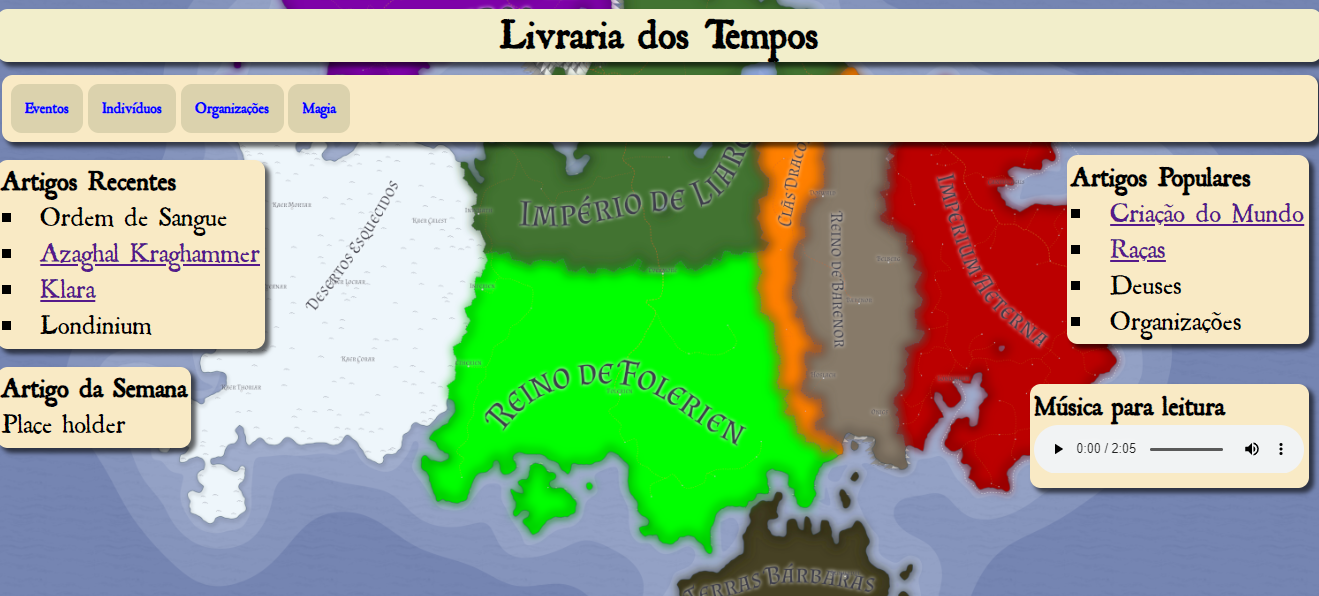 Livraria dos Tempos
Eventos
Indivíduos
Organizações
Magia
Artigos Recentes
Ordem de Sangue
Azaghal Kraghammer
Klara
Londinium
Artigo da Semana
Place holder
Desertos Esquecidos
Império de Liarg
Clãs Draco
Reino de Barenor
Imperium Aeterna
Reino de Folerien
Terras Bárbaras
Artigos Populares
Criação do Mundo
Raças
Deuses
Organizações
Música para leitura
0:00 / 2:05